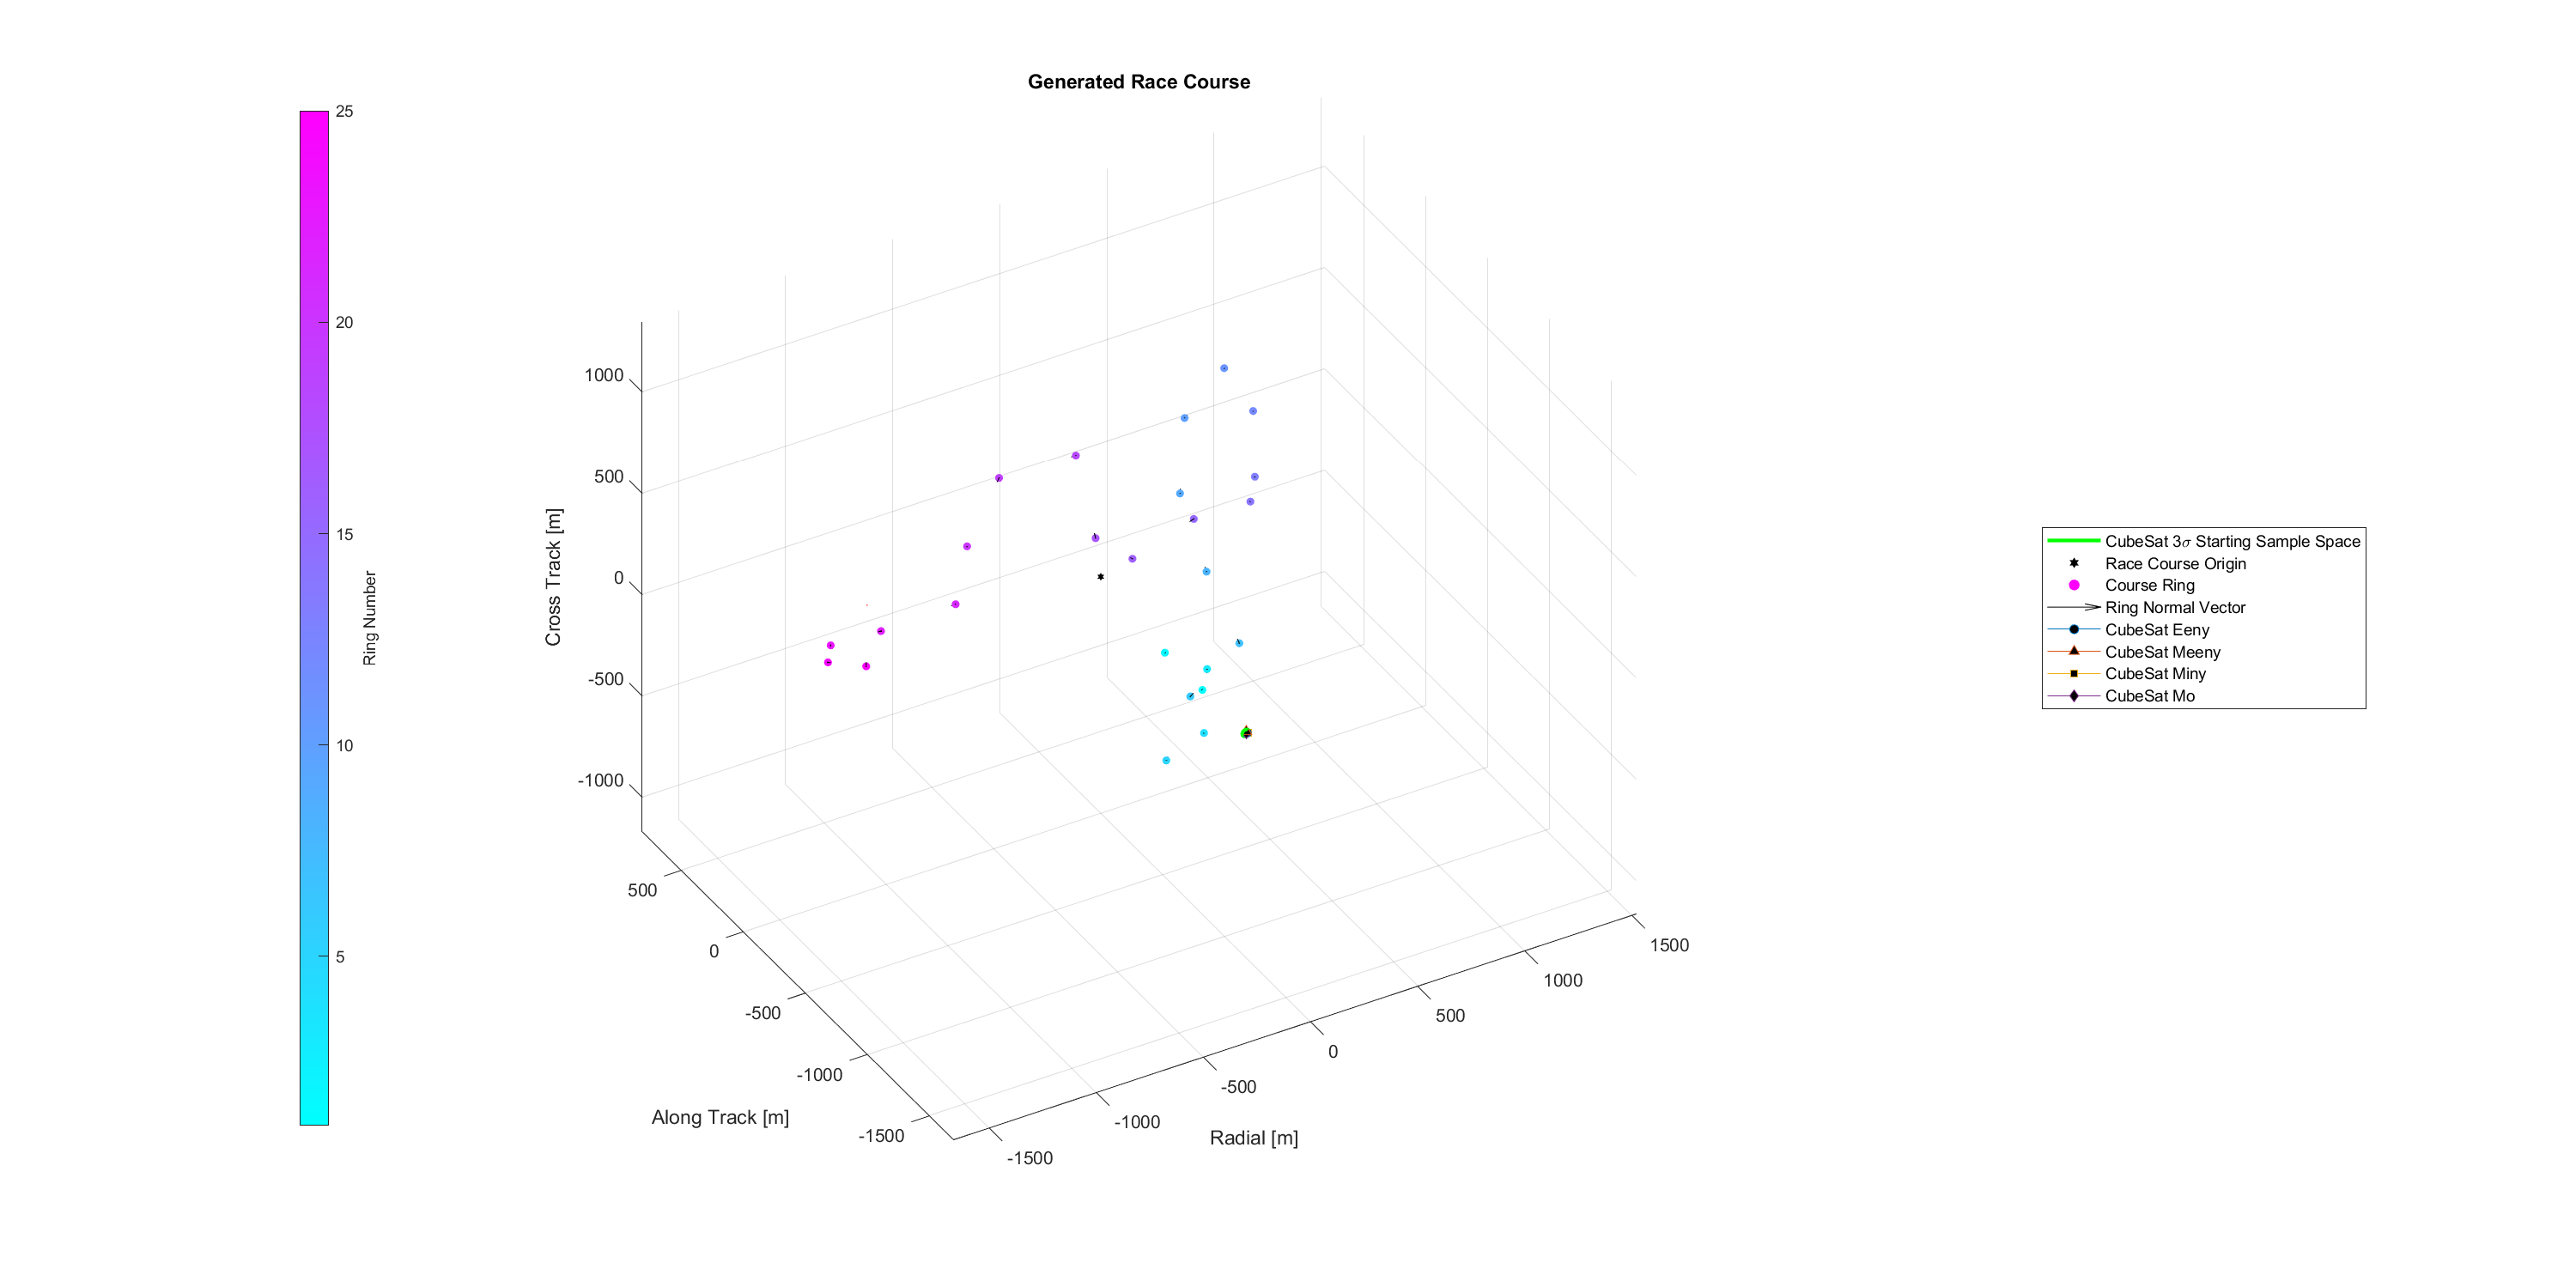 Generated Race Course
25
20
15
10
5
Ring Number
1000
500
0
-500
-1000
Cross Track [m]
500
0
-500
-1000
-1500
Along Track [m]
-1500
-1000
-500
0
500
1000
1500
Radial [m]
CubeSat 3σ Starting Sample Space
Race Course Origin
Course Ring
Ring Normal Vector
CubeSat Eeny
CubeSat Meeny
CubeSat Miny
CubeSat Mo